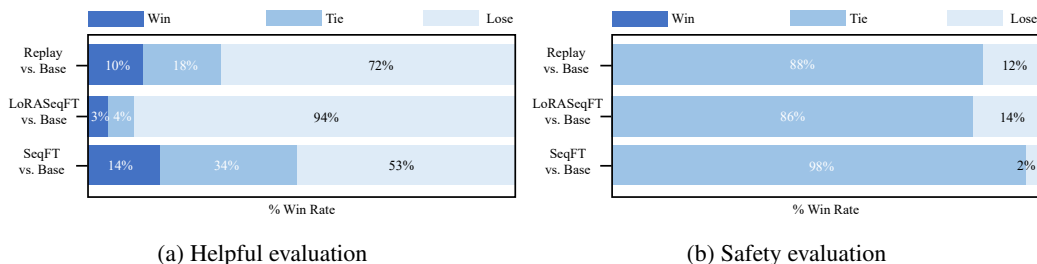 Win Tie Lose
Replay
vs. Base
10% 18% 72%
LoRASeqFT
vs. Base
3% 4% 94%
SeqFT
vs. Base
14% 34% 53%
% Win Rate
(a) Helpful evaluation
Win Tie Lose
Replay
vs. Base
88% 12%
LoRASeqFT
vs. Base
86% 14%
SeqFT
vs. Base
98% 2%
% Win Rate
(b) Safety evaluation